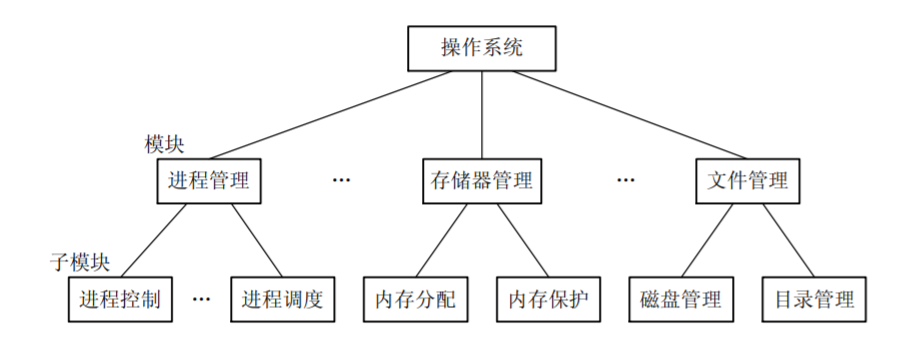 操作系统
模块
进程管理
…
存储器管理
…
文件管理
子模块
进程控制
…
进程调度
内存分配
内存保护
磁盘管理
目录管理